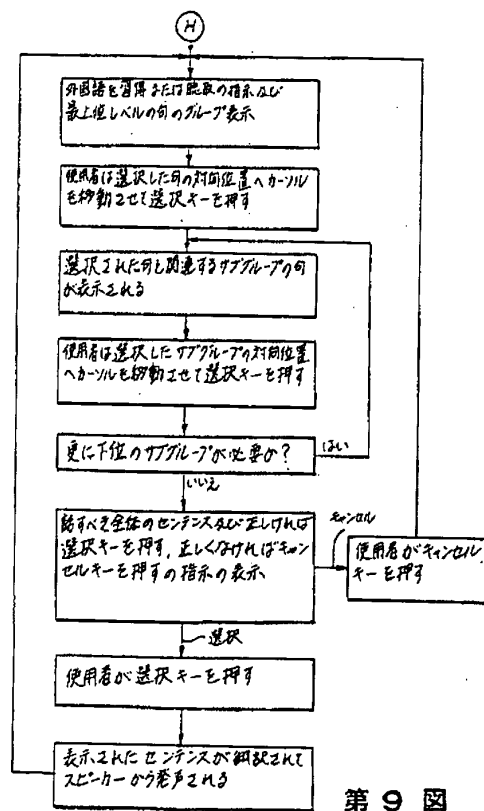 H
外国語を習得または聴取の指示及び
最上位レベルの句のグループ表示
使用者は選択した句の対向位置へカーソル
を移動させて選択キーを押す
選択された句と関連するサブグループの句
が表示される
使用者は選択したサブグループの対向位置
へカーソルを移動させて選択キーを押す
更に下位のサブグループが必要か?
はい
いいえ
話すべき全体のセンテンス及び正しければ
選択キーを押す、正しくなければキャン
セルキーを押すの指示の表示
キャンセル
使用者がキャンセル
キーを押す
選択
使用者が選択キーを押す
表示されたセンテンスが翻訳されて
スピーカーから発声される
第9図